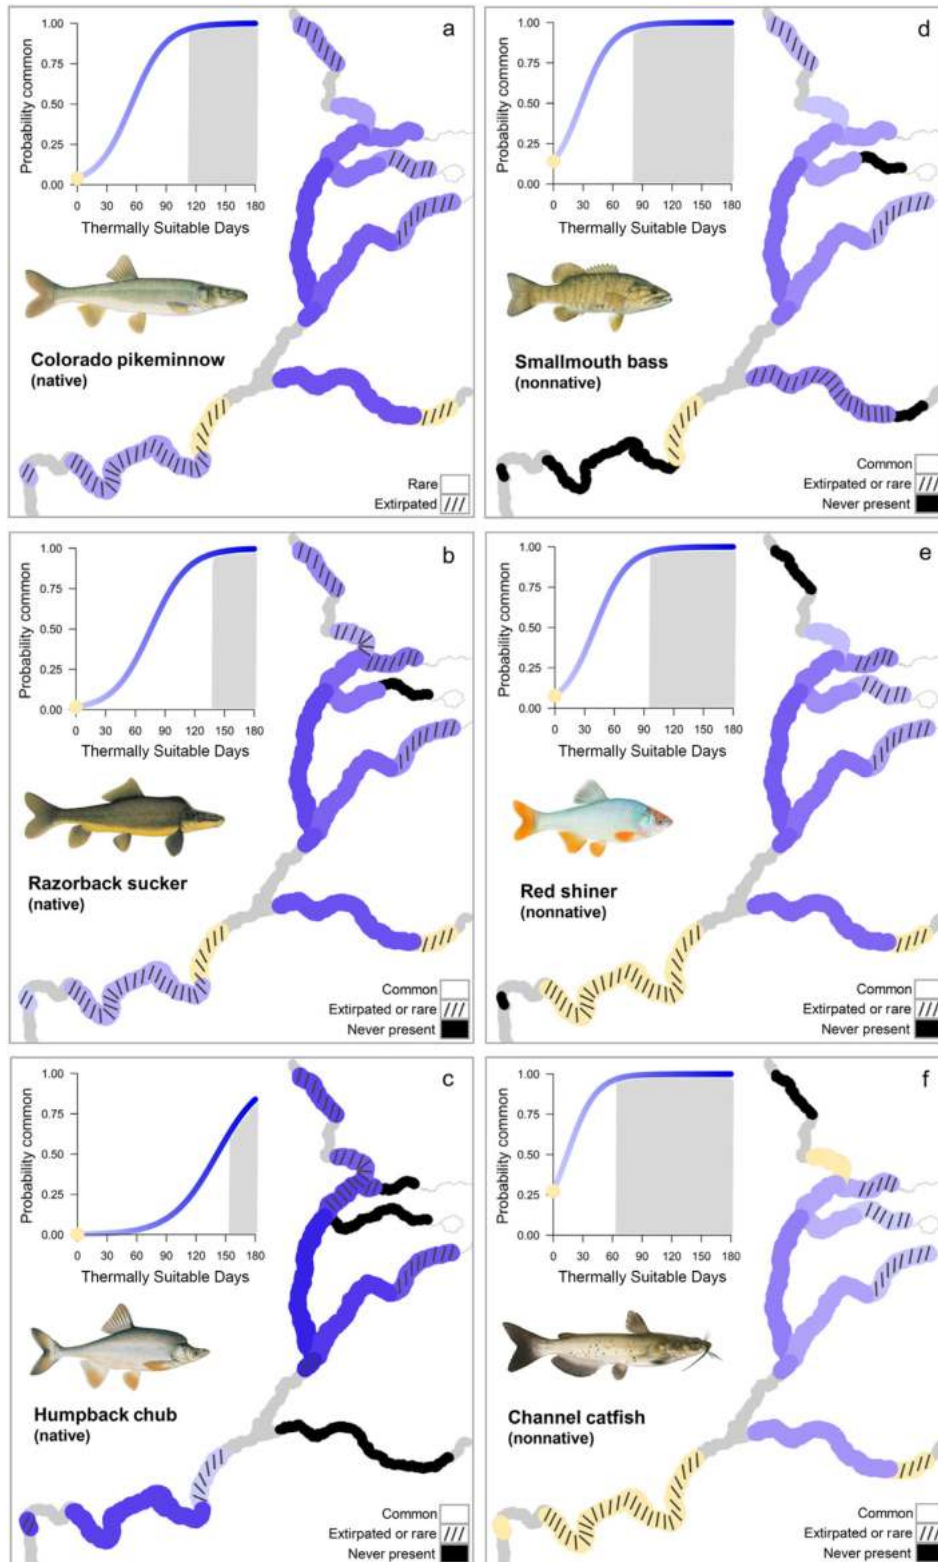 a
1.00
0.75
0.50
0.25
0.00
Probability common
0 30 60 90 120 150 180
Thermally Suitable Days
Colorado pikeminnow
(native)
Rare
Extirpated
d
1.00
0.75
0.50
0.25
0.00
Probability common
0 30 60 90 120 150 180
Thermally Suitable Days
Smallmouth bass
(nonnative)
Common
Extirpated or rare
Never present
b
1.00
0.75
0.50
0.25
0.00
Probability common
0 30 60 90 120 150 180
Thermally Suitable Days
Razorback sucker
(native)
Common
Extirpated or rare
Never present
e
1.00
0.75
0.50
0.25
0.00
Probability common
0 30 60 90 120 150 180
Thermally Suitable Days
Red shiner
(nonnative)
Common
Extirpated or rare
Never present
c
1.00
0.75
0.50
0.25
0.00
Probability common
0 30 60 90 120 150 180
Thermally Suitable Days
Humpback chub
(native)
Common
Extirpated or rare
Never present
f
1.00
0.75
0.50
0.25
0.00
Probability common
0 30 60 90 120 150 180
Thermally Suitable Days
Channel catfish
(nonnative)
Common
Extirpated or rare
Never present